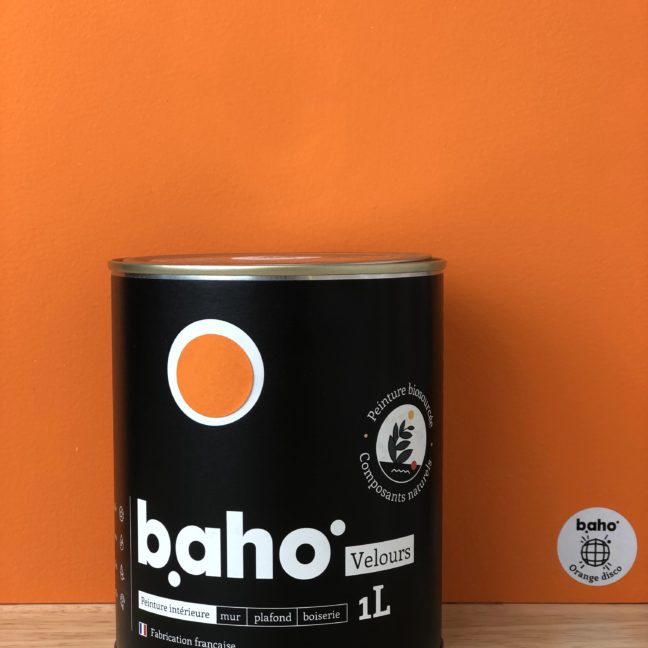 Peinture biosourcée
Composants naturels
baho
Velours
Peinture intérieure mur plafond boiserie 1L
Fabrication française
baho
Orange disco